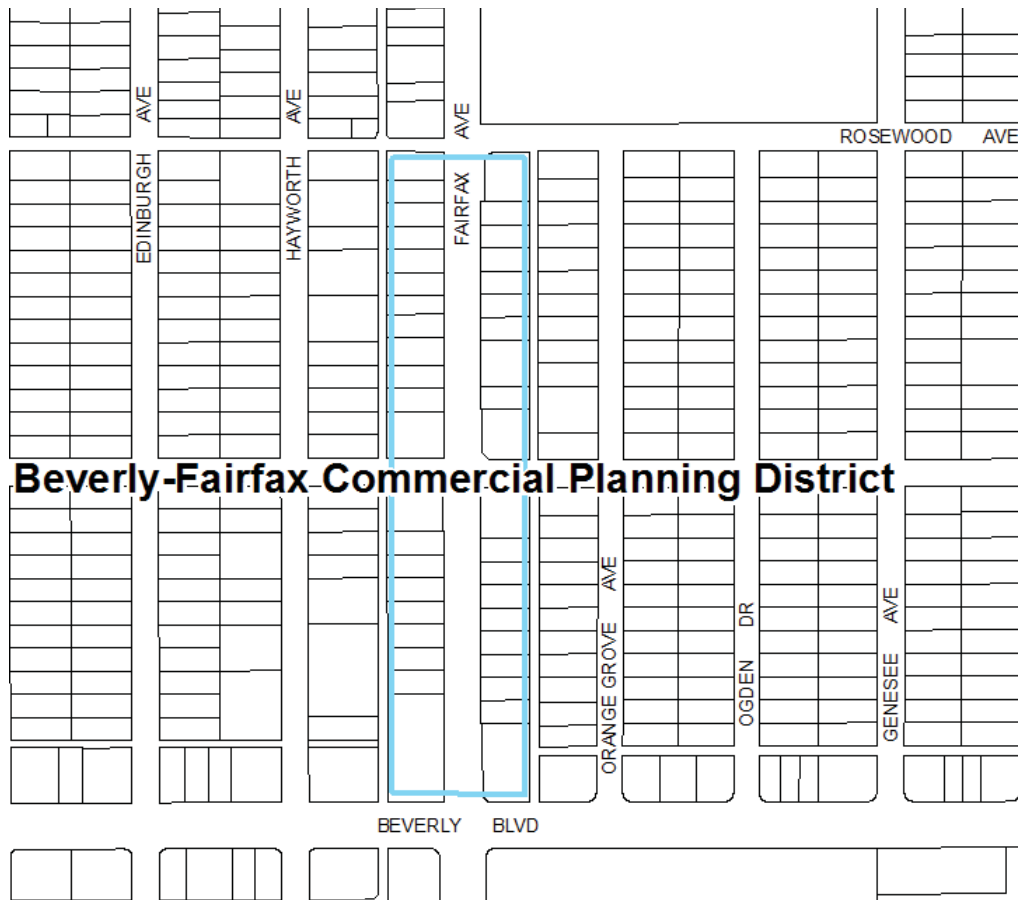 AVE
AVE
AVE
ROSEWOOD AVE
EDINBURGH
HAYWORTH
FAIRFAX
Beverly-Fairfax Commercial Planning District
ORANGE GROVE AVE
OGDEN DR
GENESEE AVE
BEVERLY BLVD